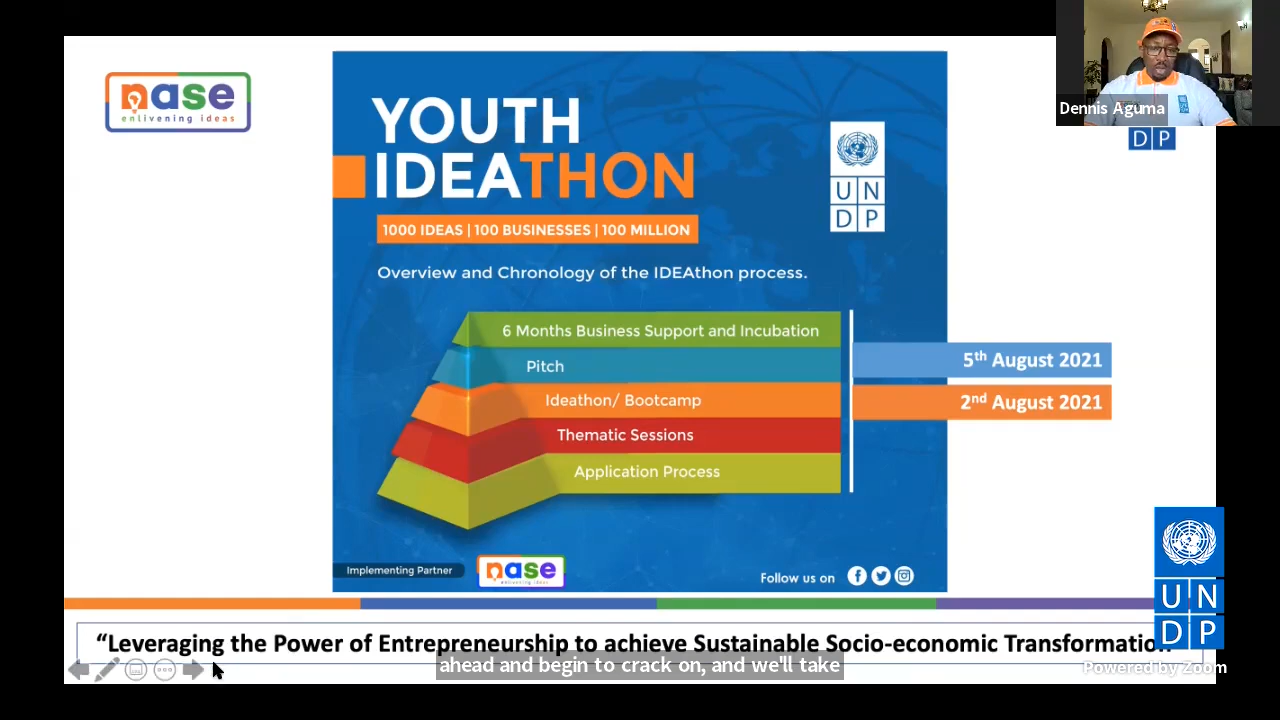 nase
enlivening ideas
YOUTH
IDEATHON
1000 IDEAS | 100 BUSINESSES | 100 MILLION
Overview and Chronology of the IDEAthon process.
6 Months Business Support and Incubation
Pitch
Ideathon/ Bootcamp
Thematic Sessions
Application Process
5th August 2021
2nd August 2021
U N
D P
Dennis Aguma
D P
Implementing Partner
nase
enlivening ideas
Follow us on
U N
D P
“Leveraging the Power of Entrepreneurship to achieve Sustainable Socio-economic Transformation
ahead and begin to crack on, and we'll take
Powered by Zoom